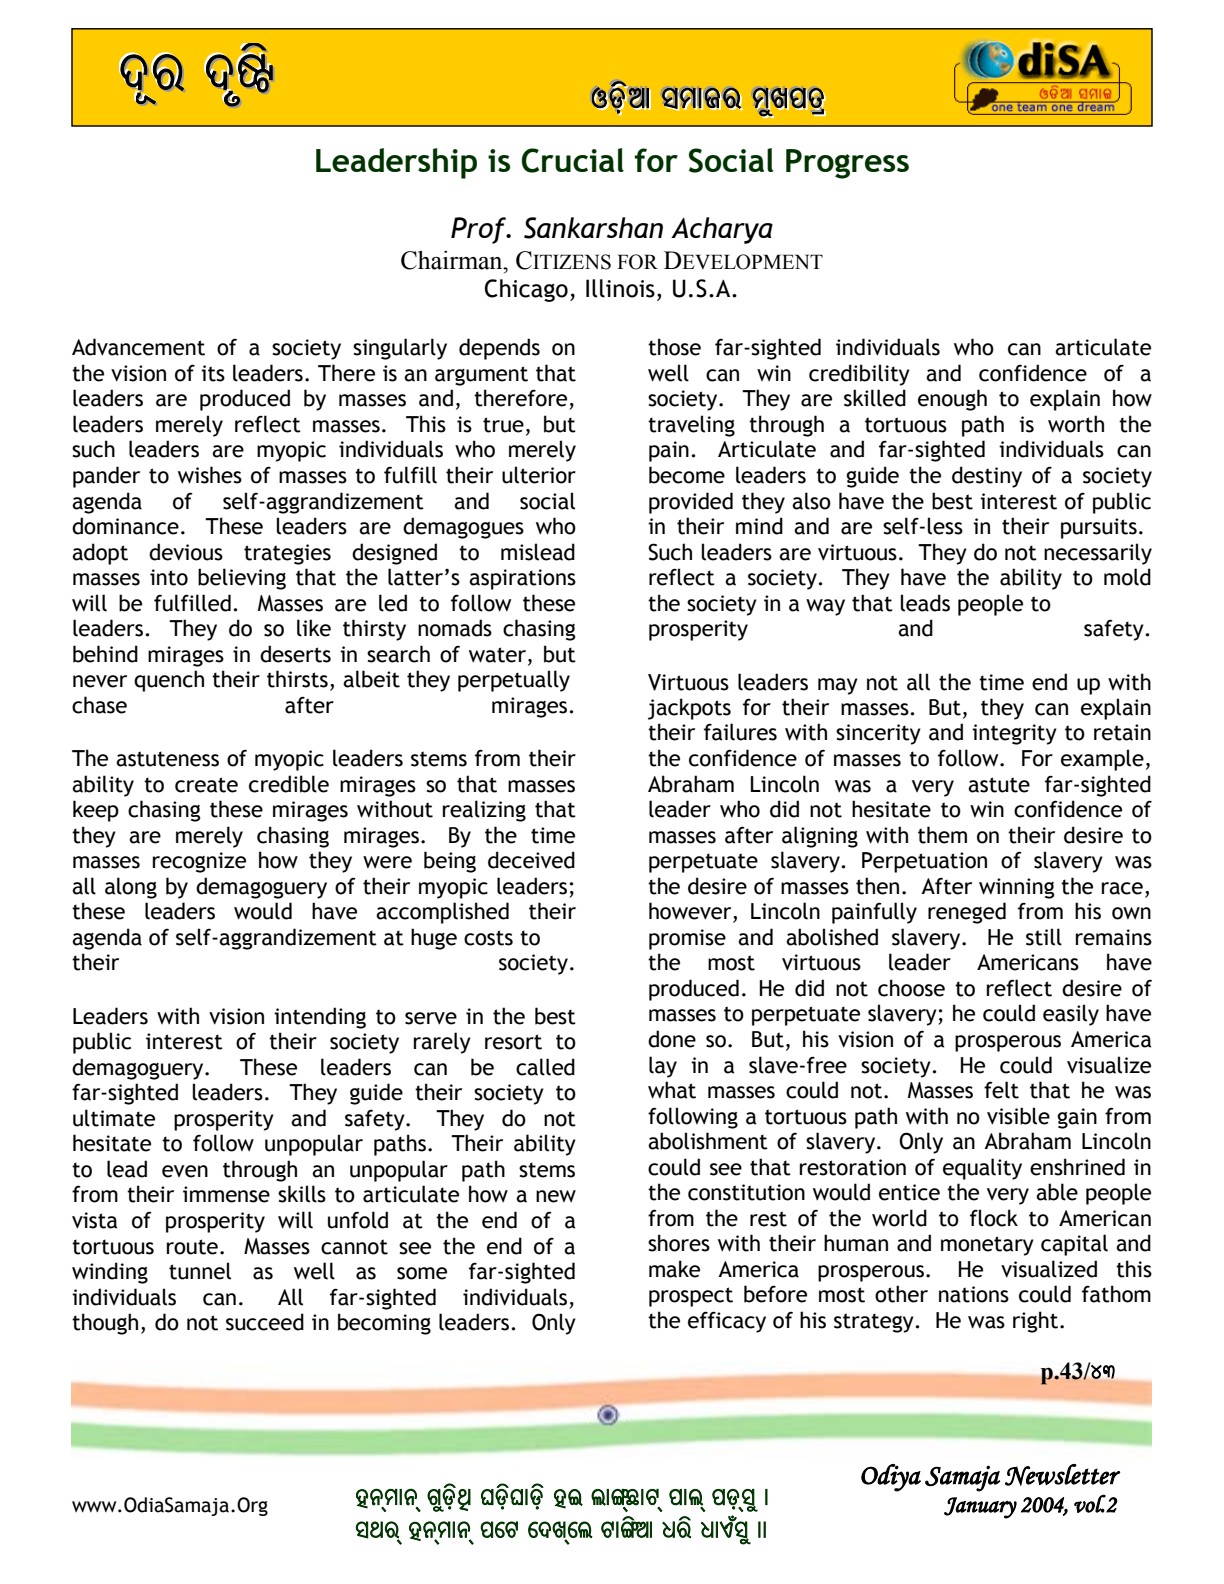 ଦୂର ଦୃଷ୍ଟି
ଓଡ଼ିଆ ସମାଜର ମୁଖପତ୍ର
OdiSA
ଓଡ଼ିଆ ସମାଜ
one team one dream
Leadership is Crucial for Social Progress
Prof. Sankarshan Acharya
Chairman, CITIZENS FOR DEVELOPMENT
Chicago, Illinois, U.S.A.
Advancement of a society singularly depends on
the vision of its leaders. There is an argument that
leaders are produced by masses and, therefore,
leaders merely reflect masses. This is true, but
such leaders are myopic individuals who merely
pander to wishes of masses to fulfill their ulterior
agenda of self-aggrandizement and social
dominance. These leaders are demagogues who
adopt devious trategies designed to mislead
masses into believing that the latter’s aspirations
will be fulfilled. Masses are led to follow these
leaders. They do so like thirsty nomads chasing
behind mirages in deserts in search of water, but
never quench their thirsts, albeit they perpetually
chase after mirages.
The astuteness of myopic leaders stems from their
ability to create credible mirages so that masses
keep chasing these mirages without realizing that
they are merely chasing mirages. By the time
masses recognize how they were being deceived
all along by demagoguery of their myopic leaders;
these leaders would have accomplished their
agenda of self-aggrandizement at huge costs to
their society.
Leaders with vision intending to serve in the best
public interest of their society rarely resort to
demagoguery. These leaders can be called
far-sighted leaders. They guide their society to
ultimate prosperity and safety. They do not
hesitate to follow unpopular paths. Their ability
to lead even through an unpopular path stems
from their immense skills to articulate how a new
vista of prosperity will unfold at the end of a
tortuous route. Masses cannot see the end of a
winding tunnel as well as some far-sighted
individuals can. All far-sighted individuals,
though, do not succeed in becoming leaders. Only
those far-sighted individuals who can articulate
well can win credibility and confidence of a
society. They are skilled enough to explain how
traveling through a tortuous path is worth the
pain. Articulate and far-sighted individuals can
become leaders to guide the destiny of a society
provided they also have the best interest of public
in their mind and are self-less in their pursuits.
Such leaders are virtuous. They do not necessarily
reflect a society. They have the ability to mold
the society in a way that leads people to
prosperity and safety.
Virtuous leaders may not all the time end up with
jackpots for their masses. But, they can explain
their failures with sincerity and integrity to retain
the confidence of masses to follow. For example,
Abraham Lincoln was a very astute far-sighted
leader who did not hesitate to win confidence of
masses after aligning with them on their desire to
perpetuate slavery. Perpetuation of slavery was
the desire of masses then. After winning the race,
however, Lincoln painfully reneged from his own
promise and abolished slavery. He still remains
the most virtuous leader Americans have
produced. He did not choose to reflect desire of
masses to perpetuate slavery; he could easily have
done so. But, his vision of a prosperous America
lay in a slave-free society. He could visualize
what masses could not. Masses felt that he was
following a tortuous path with no visible gain from
abolishment of slavery. Only an Abraham Lincoln
could see that restoration of equality enshrined in
the constitution would entice the very able people
from the rest of the world to flock to American
shores with their human and monetary capital and
make America prosperous. He visualized this
prospect before most other nations could fathom
the efficacy of his strategy. He was right.
p.43/୪୩
www.OdiaSamaja.Org
ହନ୍‌ମାନ୍ ଗୁଡ଼ିଥି ଘଡ଼ିଘାଡ଼ି ହଇ ଲାଙ୍ଗ୍‌ଛାଟ୍ ପାଲ୍ ପଡ଼୍‌ସୁ ।
ସଥର୍ ହନ୍‌ମାନ୍ ପଟେ ଦେଖ୍‌ଲେ ଟାଙ୍ଗିଆ ଧରି ଧାଏଁସୁ ॥
Odiya Samaja Newsletter
January 2004, vol.2